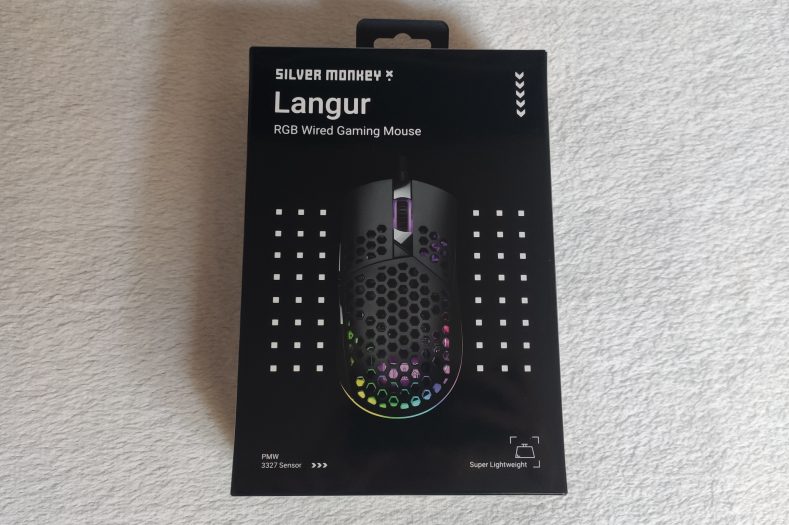 SILVER MONKEY X
Langur
RGB Wired Gaming Mouse
PMW
3327 Sensor
Super Lightweight